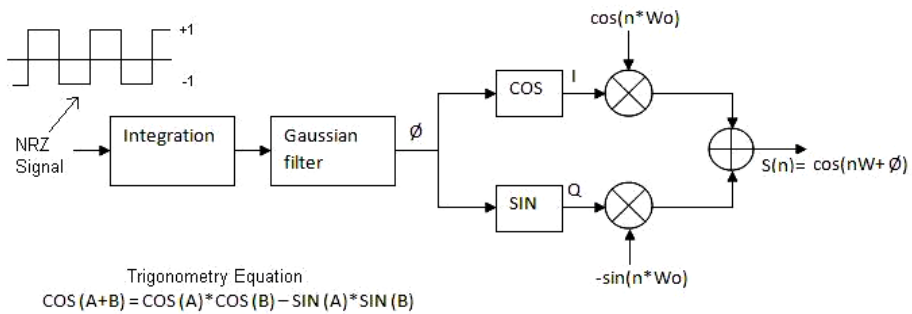 cos(n*Wo)
+1
-1
COS
I
NRZ
Signal
Integration
Gaussian
filter
Ø
S(n)= cos(nW+ Ø)
SIN
Q
-sin(n*Wo)
Trigonometry Equation
COS (A+B) = COS (A)*COS (B) – SIN (A)*SIN (B)